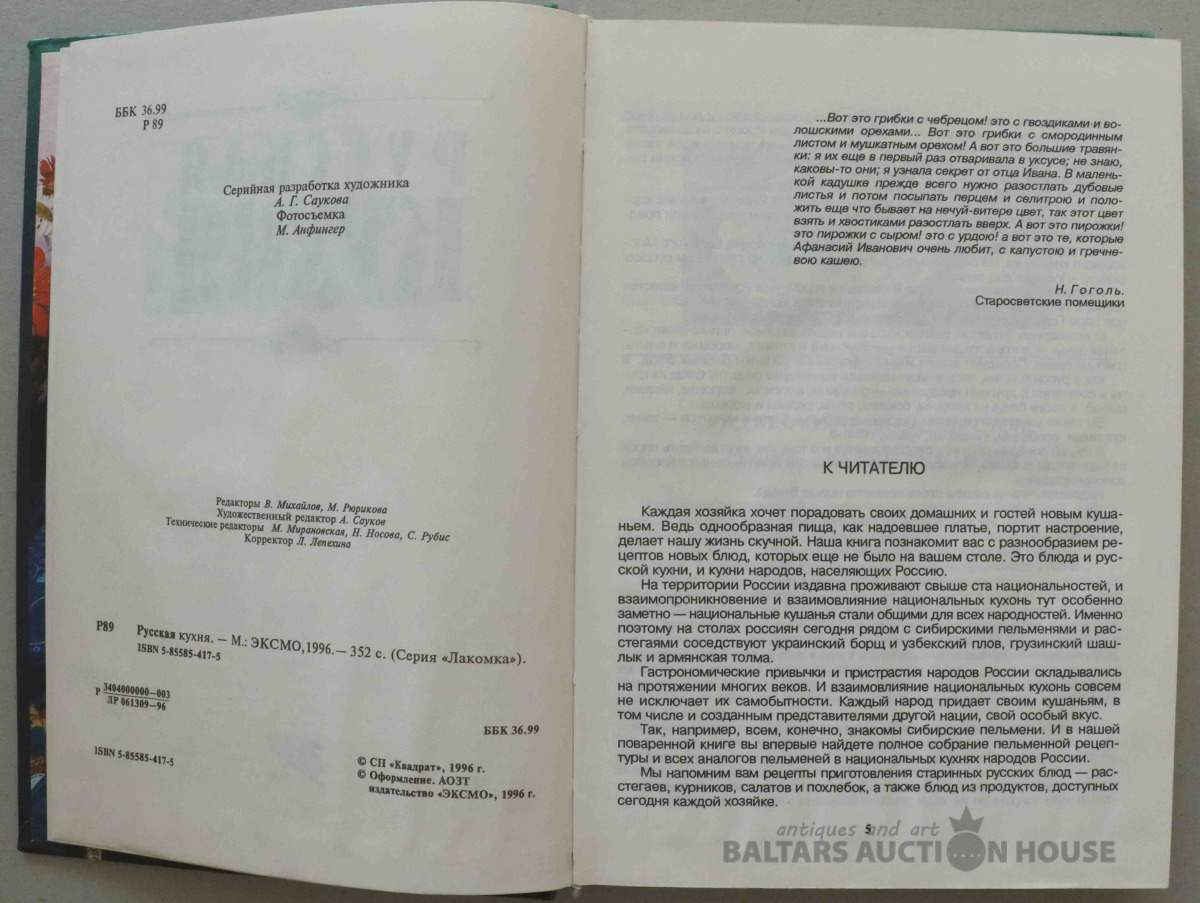 ББК 36.99
Р 89
Серийная разработка художника
А. Г. Саукова
Фотосъемка
М. Анфингер
Редакторы В. Михайлов, М. Рюрикова
Художественный редактор А. Сауков
Технические редакторы М. Мирановская, Н. Носова, С. Рубис
Корректор Л. Лепехина
Р89 Русская кухня. — М.: ЭКСМО,1996.— 352 с. (Серия «Лакомка»).
ISBN 5-85585-417-5
Р 3404000000—003
ЛР 061309—96
ББК 36.99
ISBN 5-85585-417-5
© СП «Квадрат», 1996 г.
© Оформление. АОЗТ
издательство «ЭКСМО», 1996 г.
...Вот это грибки с чебрецом! это с гвоздиками и во-
лошскими орехами... Вот это грибки с смородинным
листом и мушкатным орехом! А вот это большие травян-
ки: я их еще в первый раз отваривала в уксусе; не знаю,
каковы-то они; я узнала секрет от отца Ивана. В малень-
кой кадушке прежде всего нужно разостлать дубовые
листья и потом посыпать перцем и селитрою и поло-
жить еще что бывает на нечуй-витере цвет, так этот цвет
взять и хвостиками разостлать вверх. А вот это пирожки!
это пирожки с сыром! это с урдою! а вот это те, которые
Афанасий Иванович очень любит, с капустою и гречне-
вою кашею.
Н. Гоголь.
Старосветские помещики
К ЧИТАТЕЛЮ
Каждая хозяйка хочет порадовать своих домашних и гостей новым куша-
ньем. Ведь однообразная пища, как надоевшее платье, портит настроение,
делает нашу жизнь скучной. Наша книга познакомит вас с разнообразием ре-
цептов новых блюд, которых еще не было на вашем столе. Это блюда и рус-
ской кухни, и кухни народов, населяющих Россию.
На территории России издавна проживают свыше ста национальностей, и
взаимопроникновение и взаимовлияние национальных кухонь тут особенно
заметно — национальные кушанья стали общими для всех народностей. Именно
поэтому на столах россиян сегодня рядом с сибирскими пельменями и рас-
стегаями соседствуют украинский борщ и узбекский плов, грузинский шаш-
лык и армянская толма.
Гастрономические привычки и пристрастия народов России складывались
на протяжении многих веков. И взаимовлияние национальных кухонь совсем
не исключает их самобытности. Каждый народ придает своим кушаньям, в
том числе и созданным представителями другой нации, свой особый вкус.
Так, например, всем, конечно, знакомы сибирские пельмени. И в нашей
поваренной книге вы впервые найдете полное собрание пельменной рецеп-
туры и всех аналогов пельменей в национальных кухнях народов России.
Мы напомним вам рецепты приготовления старинных русских блюд — рас-
стегаев, курников, салатов и похлебок, а также блюд из продуктов, доступных
сегодня каждой хозяйке.
5
antiques and art
BALTARS AUCTION HOUSE